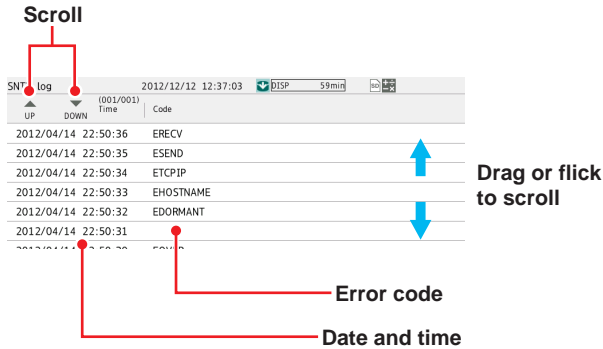 Scroll
SNT log 2012/12/12 12:37:03 DISP 59min SD
UP DOWN (001/001) Time Code
2012/04/14 22:50:36 ERECV
2012/04/14 22:50:35 ESEND
2012/04/14 22:50:34 ETCPIP
2012/04/14 22:50:33 EHOSTNAME
2012/04/14 22:50:32 EDORMANT
2012/04/14 22:50:31
Drag or flick
to scroll
Error code
Date and time